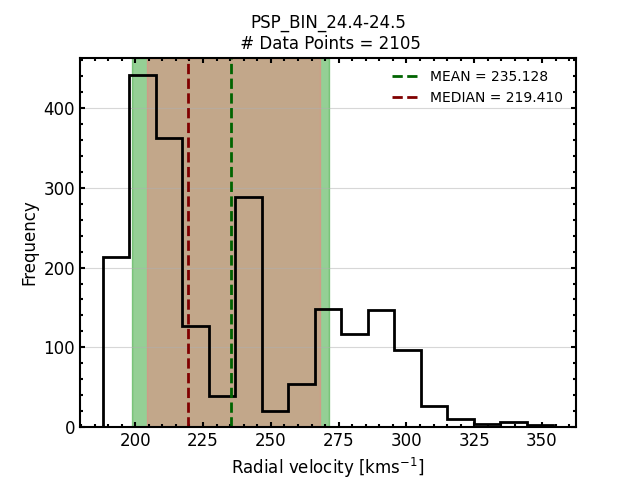 PSP_BIN_24.4-24.5
# Data Points = 2105
MEAN = 235.128
MEDIAN = 219.410
Frequency
400
300
200
100
0
200 225 250 275 300 325 350
Radial velocity [kms⁻¹]